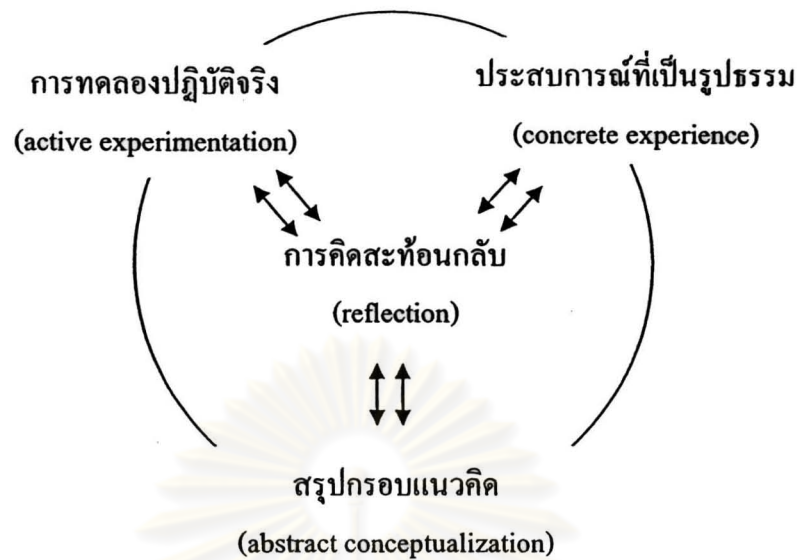 การทดลองปฏิบัติจริง
(active experimentation)
ประสบการณ์ที่เป็นรูปธรรม
(concrete experience)
การคิดสะท้อนกลับ
(reflection)
สรุปกรอบแนวคิด
(abstract conceptualization)